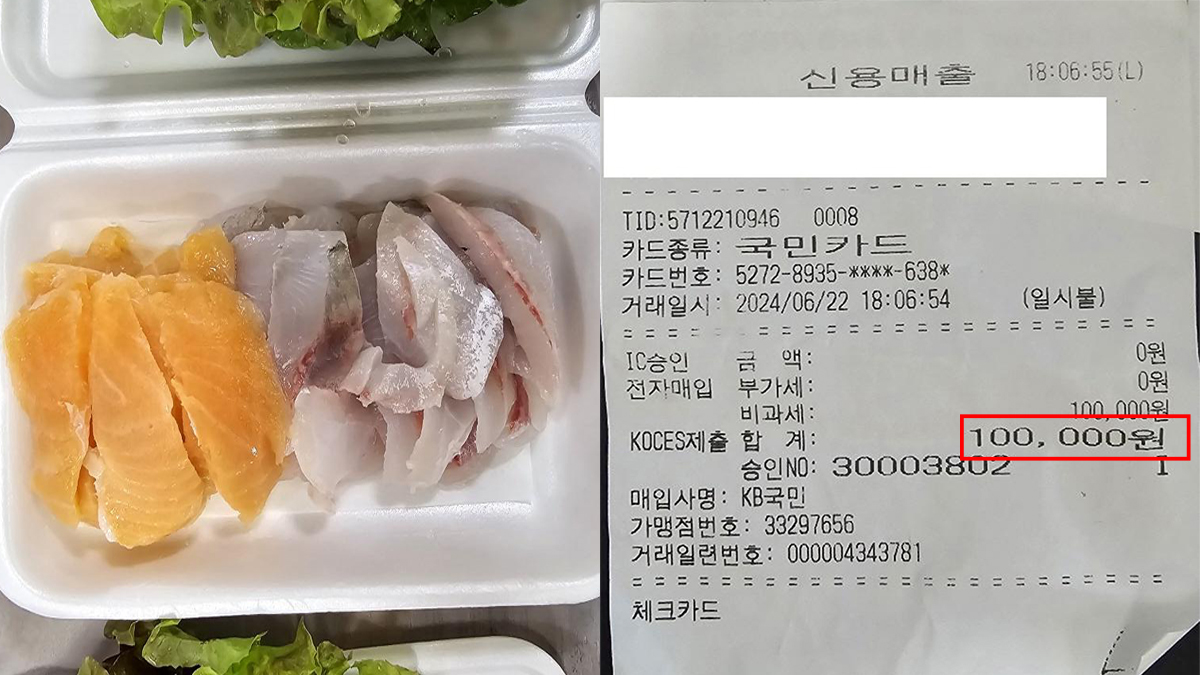 신용매출 18:06:55(L)
TID:5712210946 0008
카드종류: 국민카드
카드번호: 5272-8935-****-638*
거래일시: 2024/06/22 18:06:54 (일시불)
IC승인 금 액: 0원
전자매입 부가세: 0원
비과세: 100,000원
KOCES제출 합 계: 100,000원
승인NO: 30003802 I
매입사명: KB국민
가맹점번호: 33297656
거래일련번호: 000004343781
체크카드